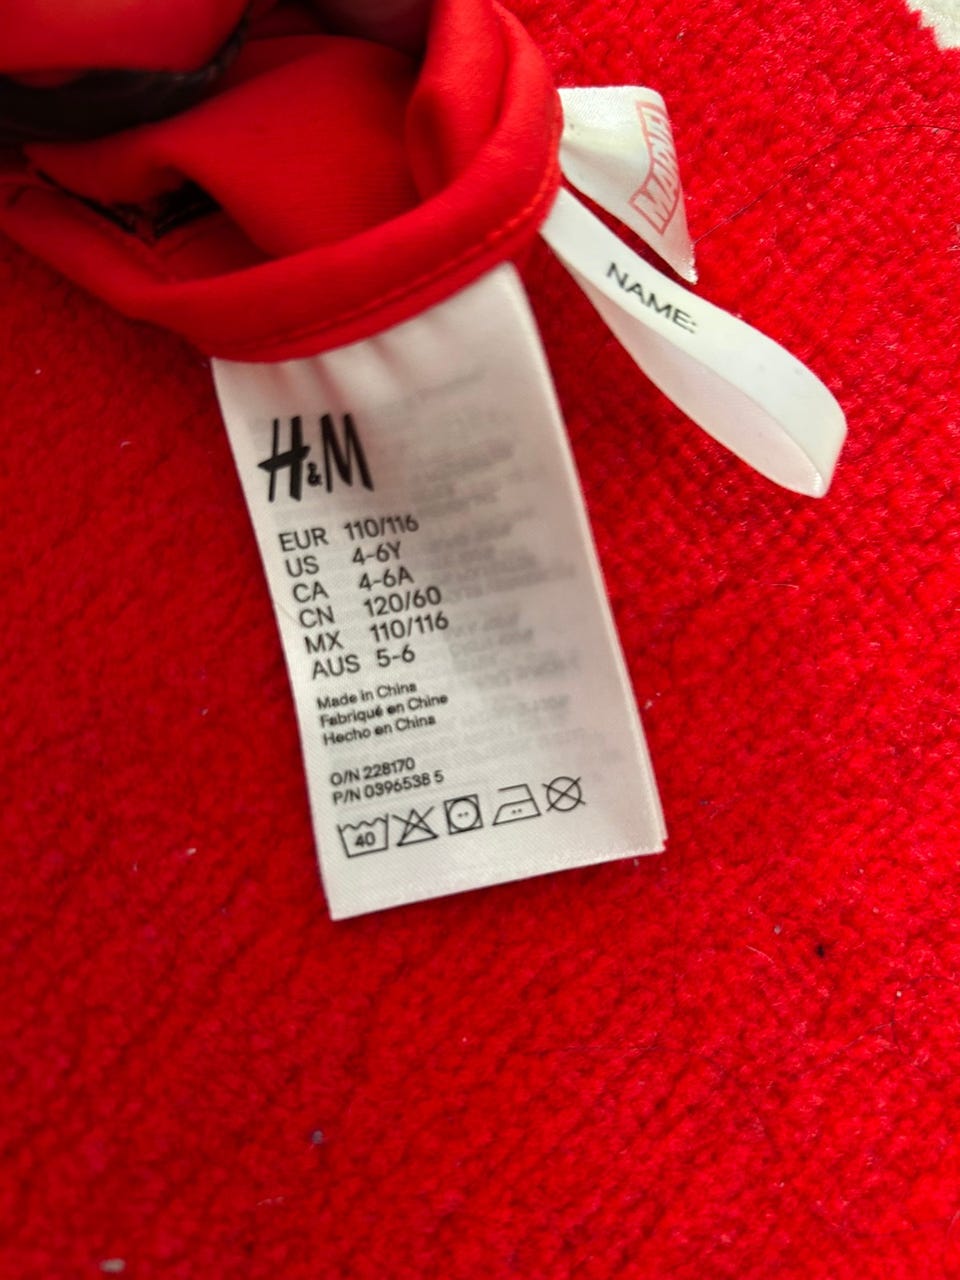 MARVEL
NAME:
H&M
EUR 110/116
US 4-6Y
CA 4-6A
CN 120/60
MX 110/116
AUS 5-6
Made in China
Fabriqué en Chine
Hecho en China
O/N 228170
P/N 0396538 5
40